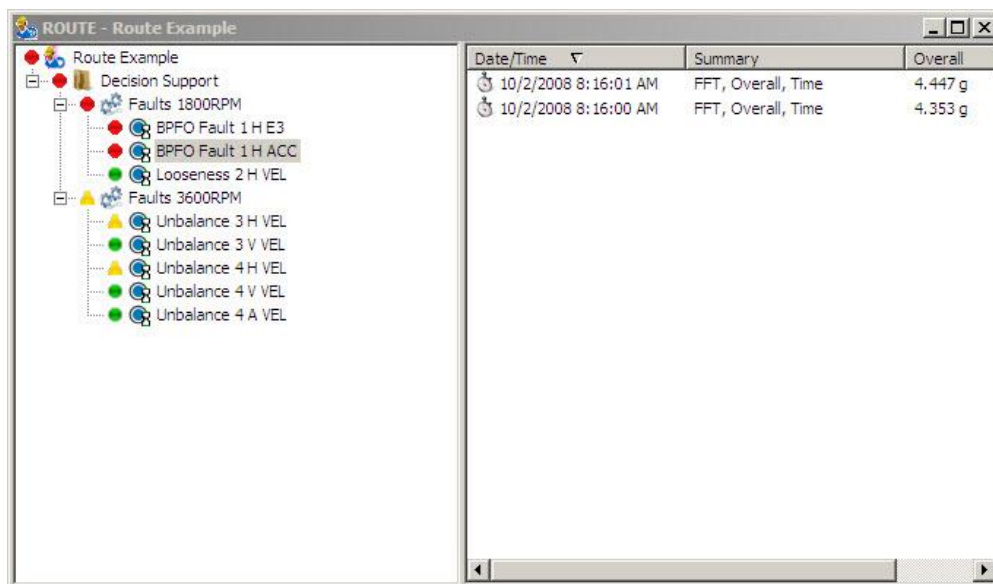 ROUTE - Route Example
Route Example
Decision Support
Faults 1800RPM
BPFO Fault 1 H E3
BPFO Fault 1 H ACC
Looseness 2 H VEL
Faults 3600RPM
Unbalance 3 H VEL
Unbalance 3 V VEL
Unbalance 4 H VEL
Unbalance 4 V VEL
Unbalance 4 A VEL
Date/Time Summary Overall
10/2/2008 8:16:01 AM FFT, Overall, Time 4.447 g
10/2/2008 8:16:00 AM FFT, Overall, Time 4.353 g